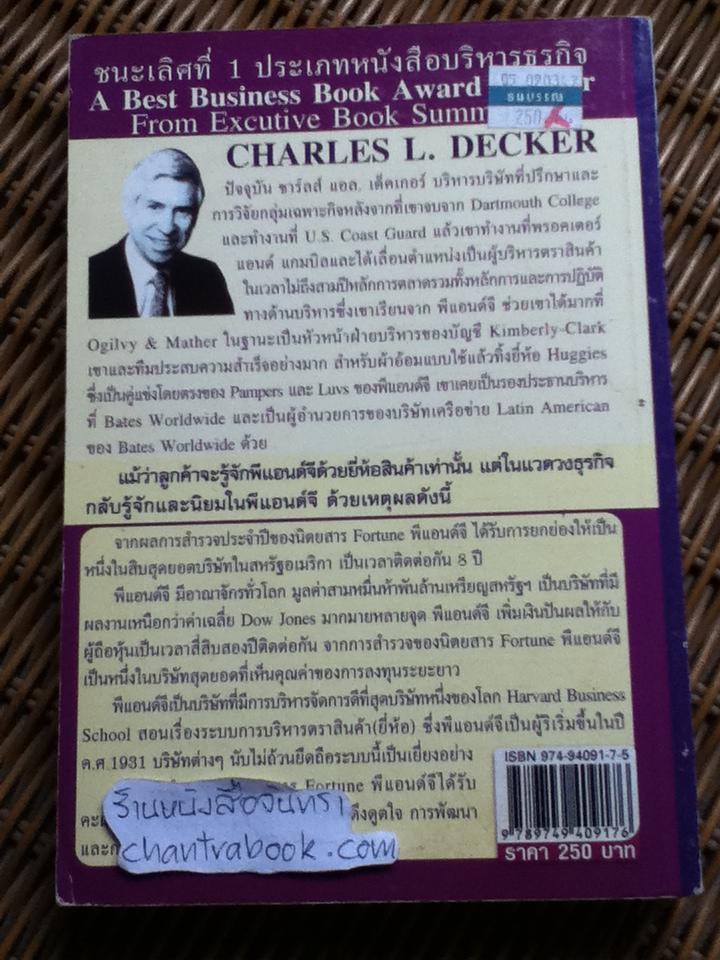 ชนะเลิศที่ 1 ประเภทหนังสือบริหารธุรกิจ
A Best Business Book Award
From Excutive Book Summ
ธนบรรณ
250
CHARLES L. DECKER
ปัจจุบัน ชาร์ลส์ แอล. เด็คเกอร์ บริหารบริษัทที่ปรึกษาและ
การวิจัยกลุ่มเฉพาะกิจหลังจากที่เขาจบจาก Dartmouth College
และทำงานที่ U.S. Coast Guard แล้วเขาทำงานที่พรอคเตอร์
แอนด์ แกมบิลและได้เลื่อนตำแหน่งเป็นผู้บริหารตราสินค้า
ในเวลาไม่ถึงสามปีหลักการตลาดรวมทั้งหลักการและการปฏิบัติ
ทางด้านบริหารซึ่งเขาเรียนจาก พีแอนด์จี ช่วยเขาได้มากที่
Ogilvy & Mather ในฐานะเป็นหัวหน้าฝ่ายบริหารของบัญชี Kimberly-Clark
เขาและทีมประสบความสำเร็จอย่างมาก สำหรับผ้าอ้อมแบบใช้แล้วทิ้งยี่ห้อ Huggies
ซึ่งเป็นคู่แข่งโดยตรงของ Pampers และ Luvs ของพีแอนด์จี เขาเคยเป็นรองประธานบริหาร
ที่ Bates Worldwide และเป็นผู้อำนวยการของบริษัทเครือข่าย Latin American
ของ Bates Worldwide ด้วย
แม้ว่าลูกค้าจะรู้จักพีแอนด์จีด้วยยี่ห้อสินค้าเท่านั้น แต่ในแวดวงธุรกิจ
กลับรู้จักและนิยมในพีแอนด์จี ด้วยเหตุผลดังนี้
จากผลการสำรวจประจำปีของนิตยสาร Fortune พีแอนด์จี ได้รับการยกย่องให้เป็น
หนึ่งในสิบสุดยอดบริษัทในสหรัฐอเมริกา เป็นเวลาติดต่อกัน 8 ปี
พีแอนด์จี มีอาณาจักรทั่วโลก มูลค่าสามหมื่นห้าพันล้านเหรียญสหรัฐฯ เป็นบริษัทที่มี
ผลงานเหนือกว่าค่าเฉลี่ย Dow Jones มากมายหลายจุด พีแอนด์จี เพิ่มเงินปันผลให้กับ
ผู้ถือหุ้นเป็นเวลาสี่สิบสองปีติดต่อกัน จากการสำรวจของนิตยสาร Fortune พีแอนด์จี
เป็นหนึ่งในบริษัทสุดยอดที่เห็นคุณค่าของการลงทุนระยะยาว
พีแอนด์จีเป็นบริษัทที่มีการบริหารจัดการดีที่สุดบริษัทหนึ่งของโลก Harvard Business
School สอนเรื่องระบบการบริหารตราสินค้า(ยี่ห้อ) ซึ่งพีแอนด์จีเป็นผู้ริเริ่มขึ้นในปี
ค.ศ.1931 บริษัทต่างๆ นับไม่ถ้วนยึดถือระบบนี้เป็นเยี่ยงอย่าง
Fortune พีแอนด์จีได้รับ
ดึงดูดใจ การพัฒนา
ร้านหนังสือจันทรา
chantrabook.com
ISBN 974-94091-7-5
9 789749 409176
ราคา 250 บาท